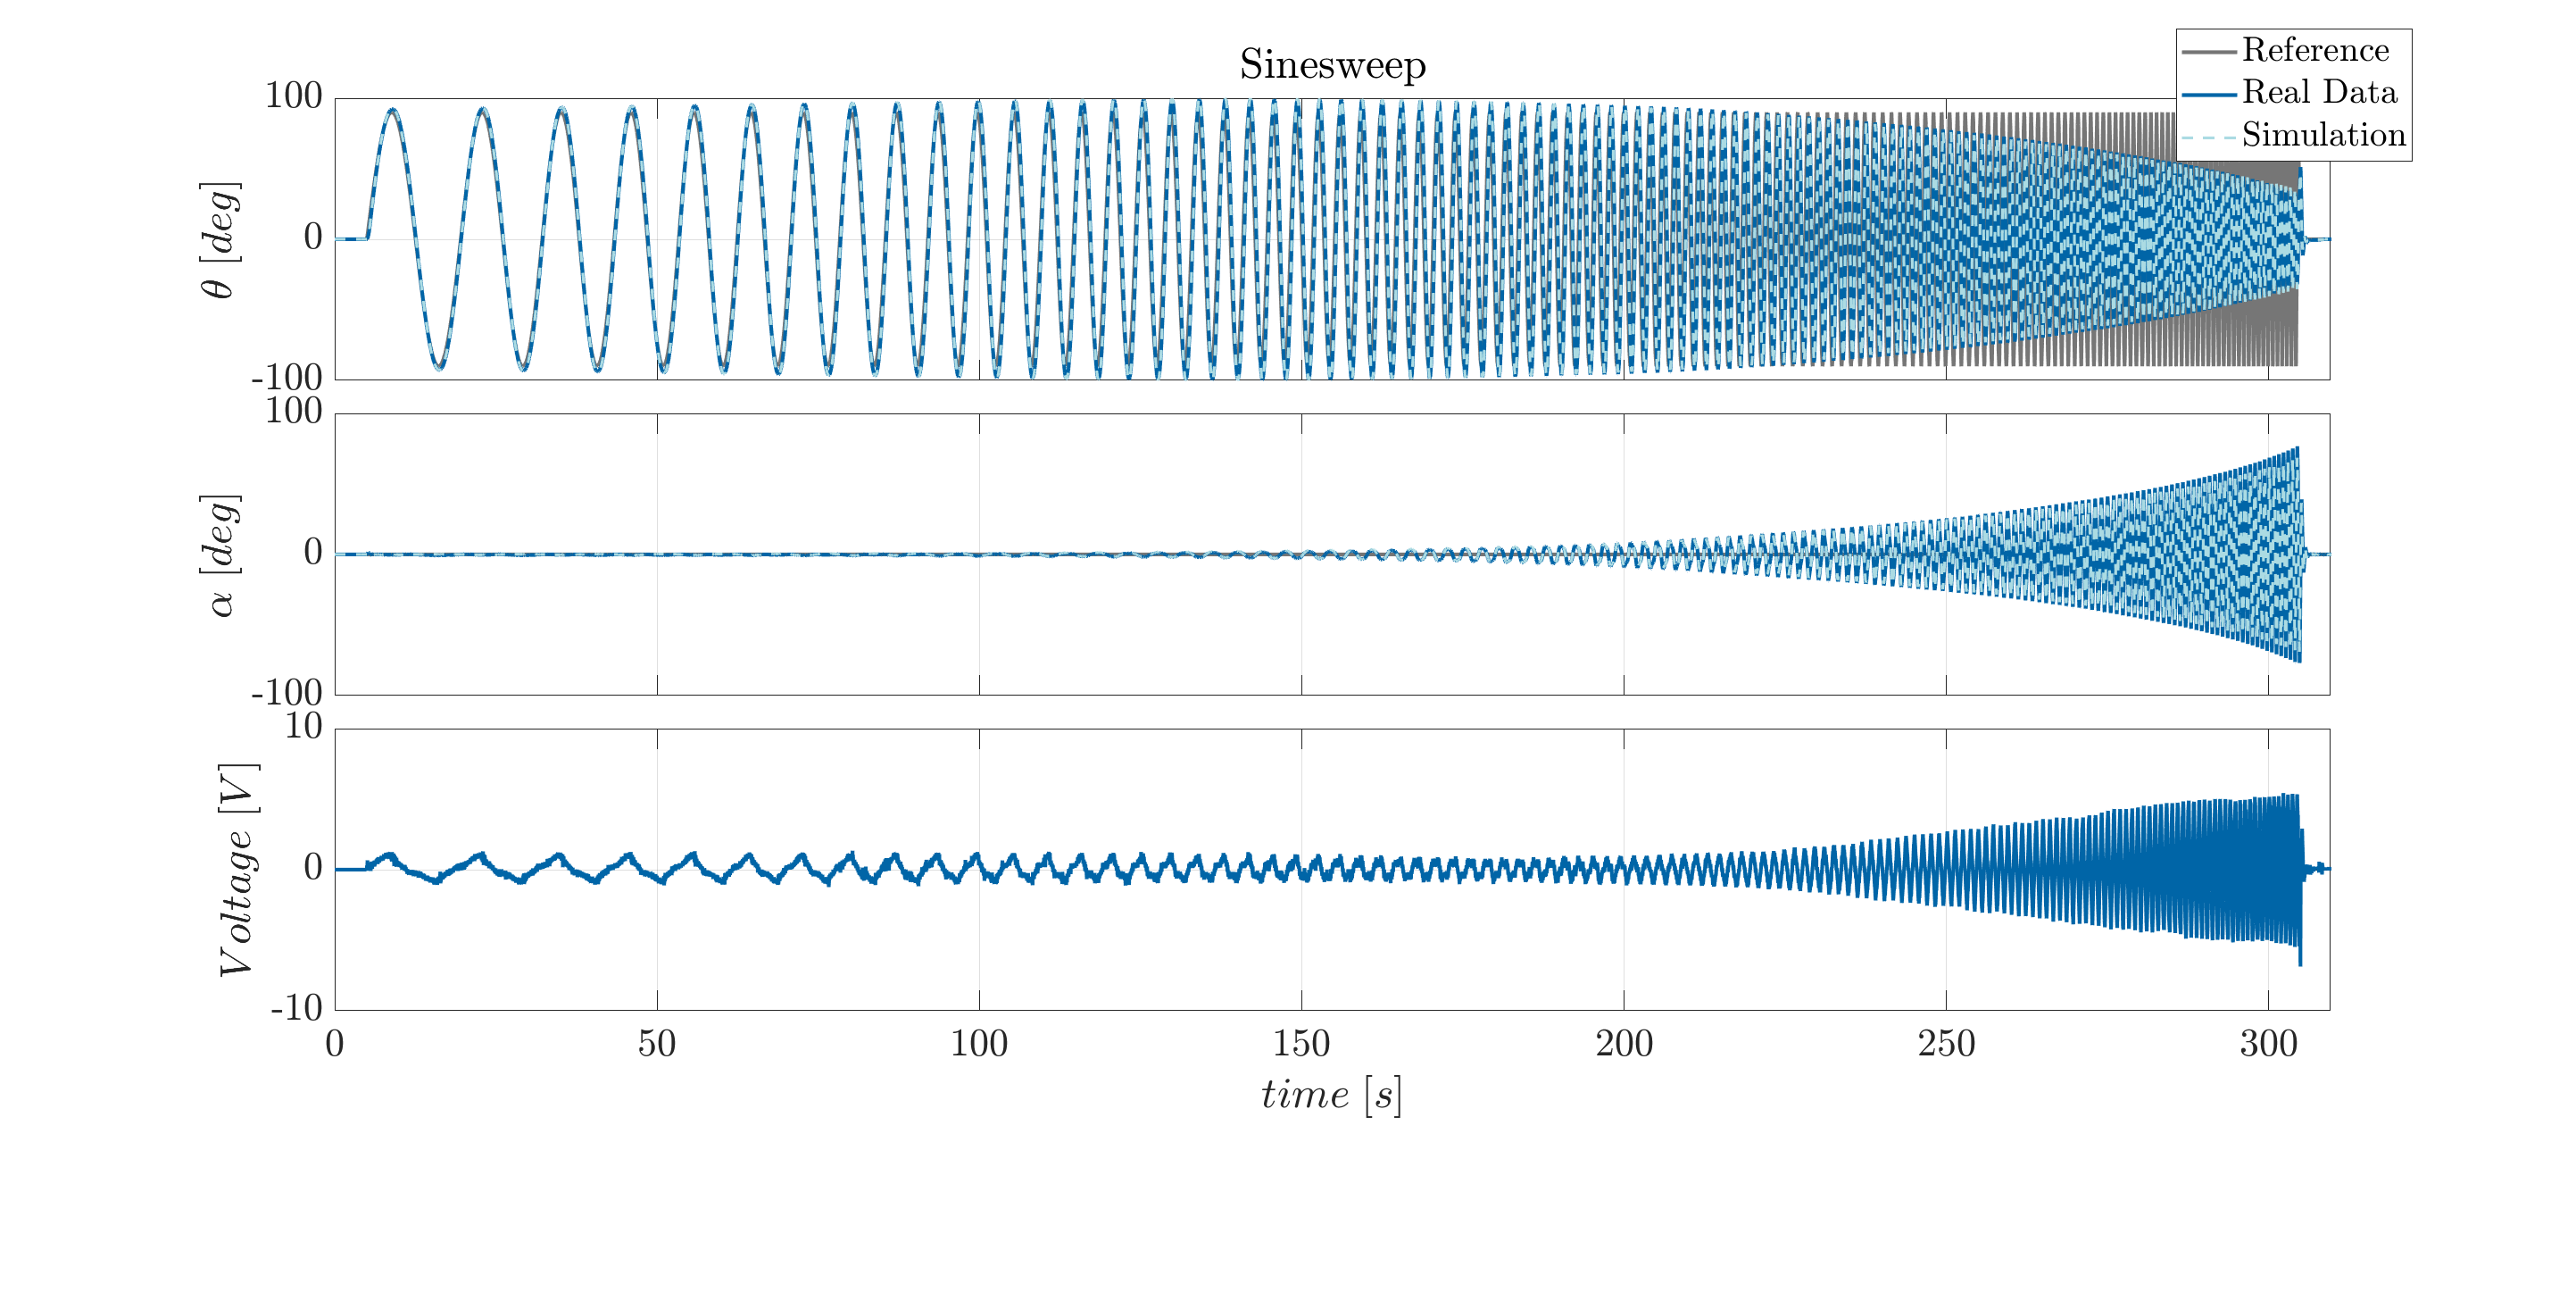 Sinesweep
Reference
Real Data
Simulation
100
0
-100
θ [deg]
100
0
-100
α [deg]
10
0
-10
Voltage [V]
0 50 100 150 200 250 300
time [s]